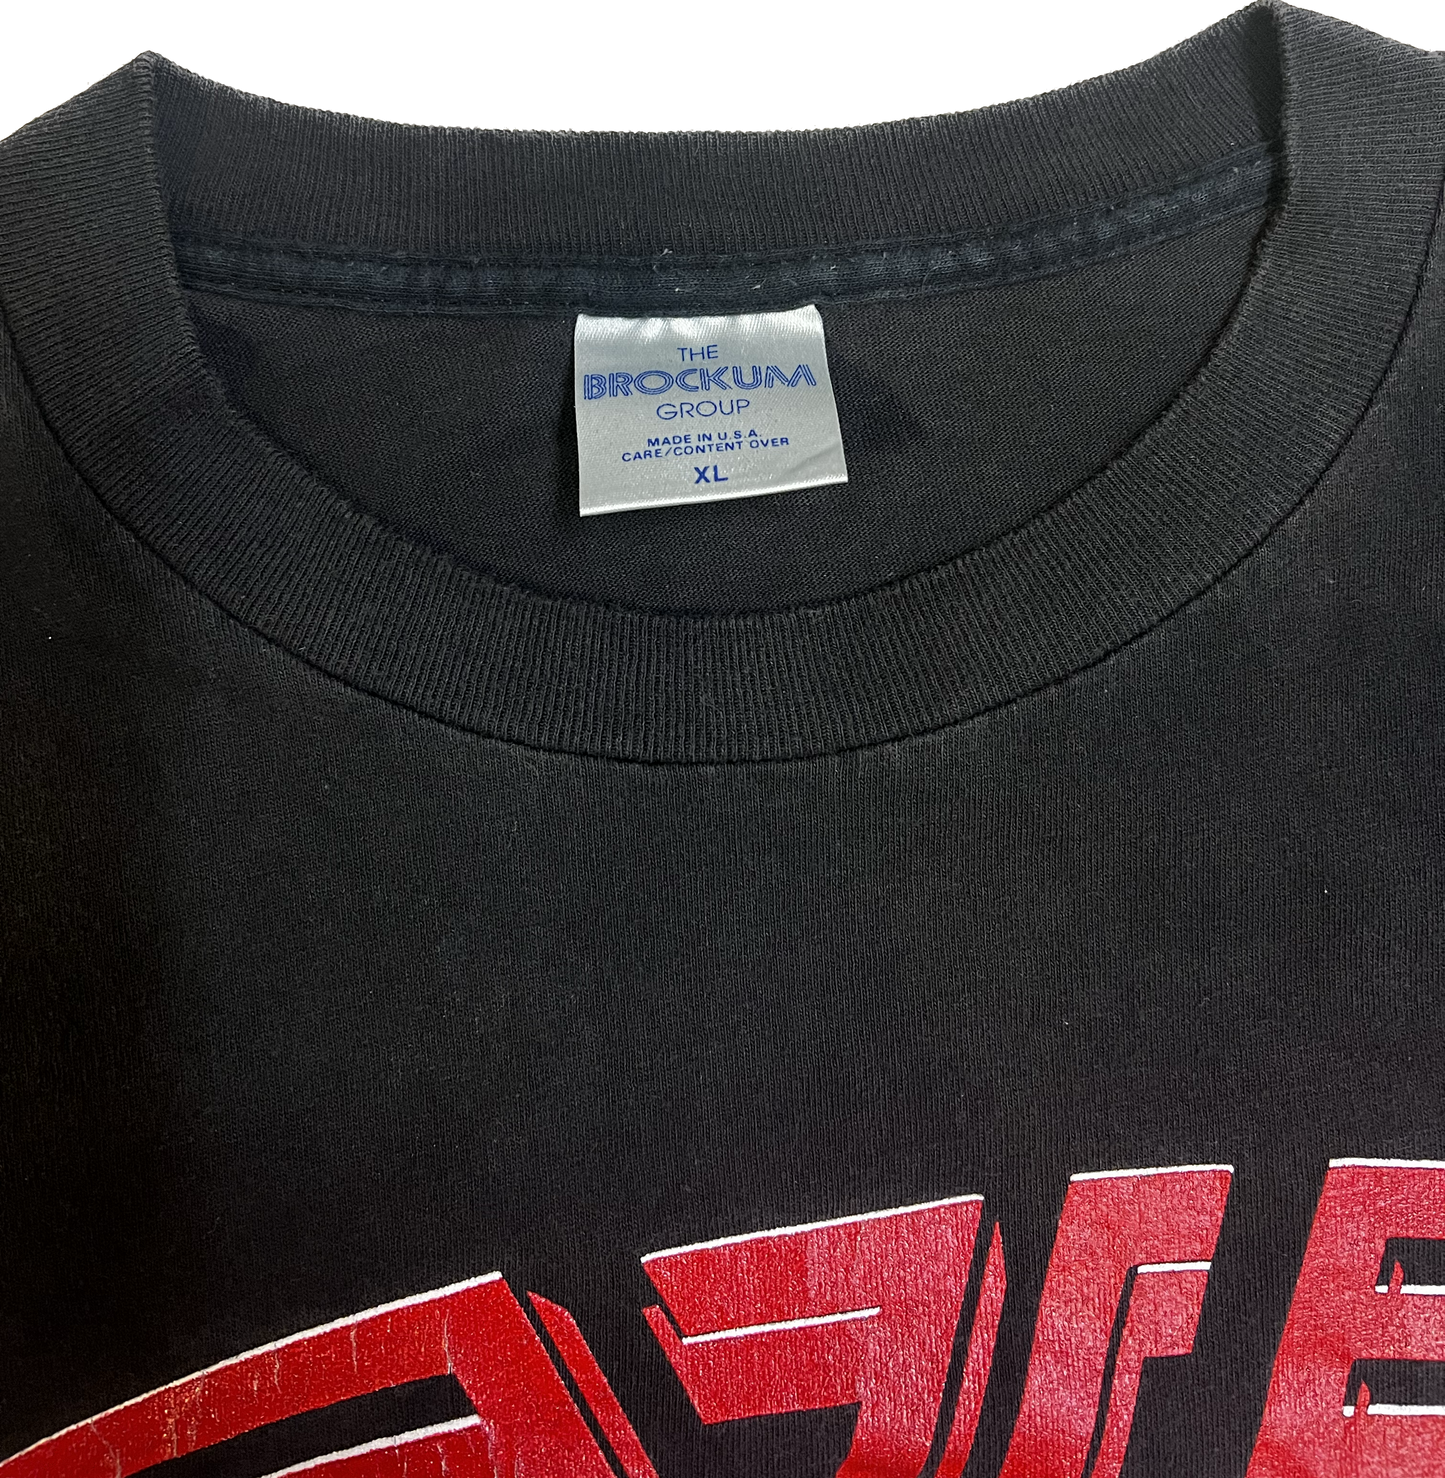 THE
BROCKUM
GROUP
MADE IN U.S.A.
CARE/CONTENT OVER
XL